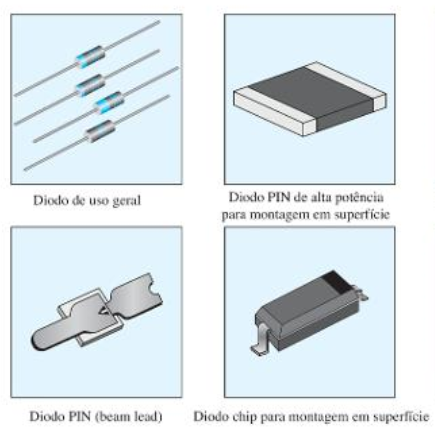 Diodo de uso geral
Diodo PIN de alta potência
para montagem em superfície
Diodo PIN (beam lead)
Diodo chip para montagem em superfície